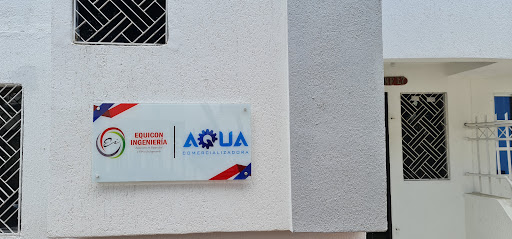 EQUICON
INGENIERÍA
AQUA
COMERCIALIZADORA